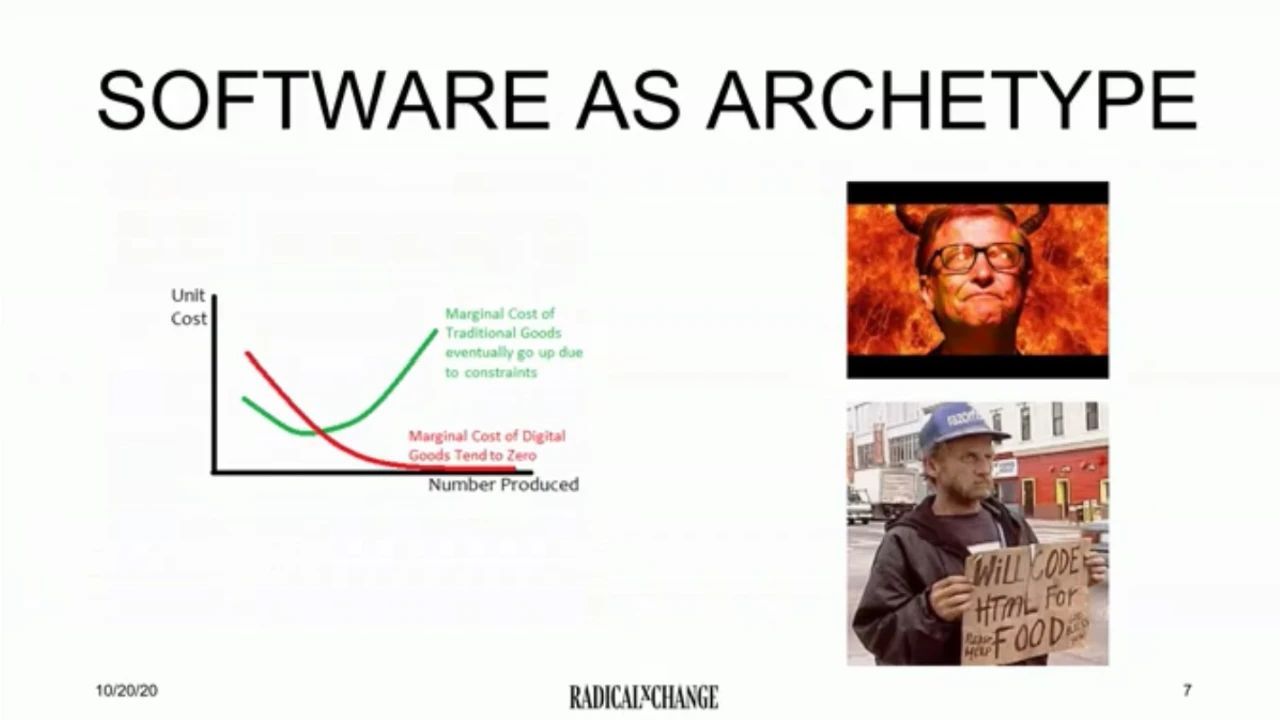 SOFTWARE AS ARCHETYPE
Unit
Cost
Marginal Cost of
Traditional Goods
eventually go up due
to constraints
Marginal Cost of Digital
Goods Tend to Zero
Number Produced
WILL CODE
HTML For
FOOD
10/20/20
RADICALXCHANGE
7